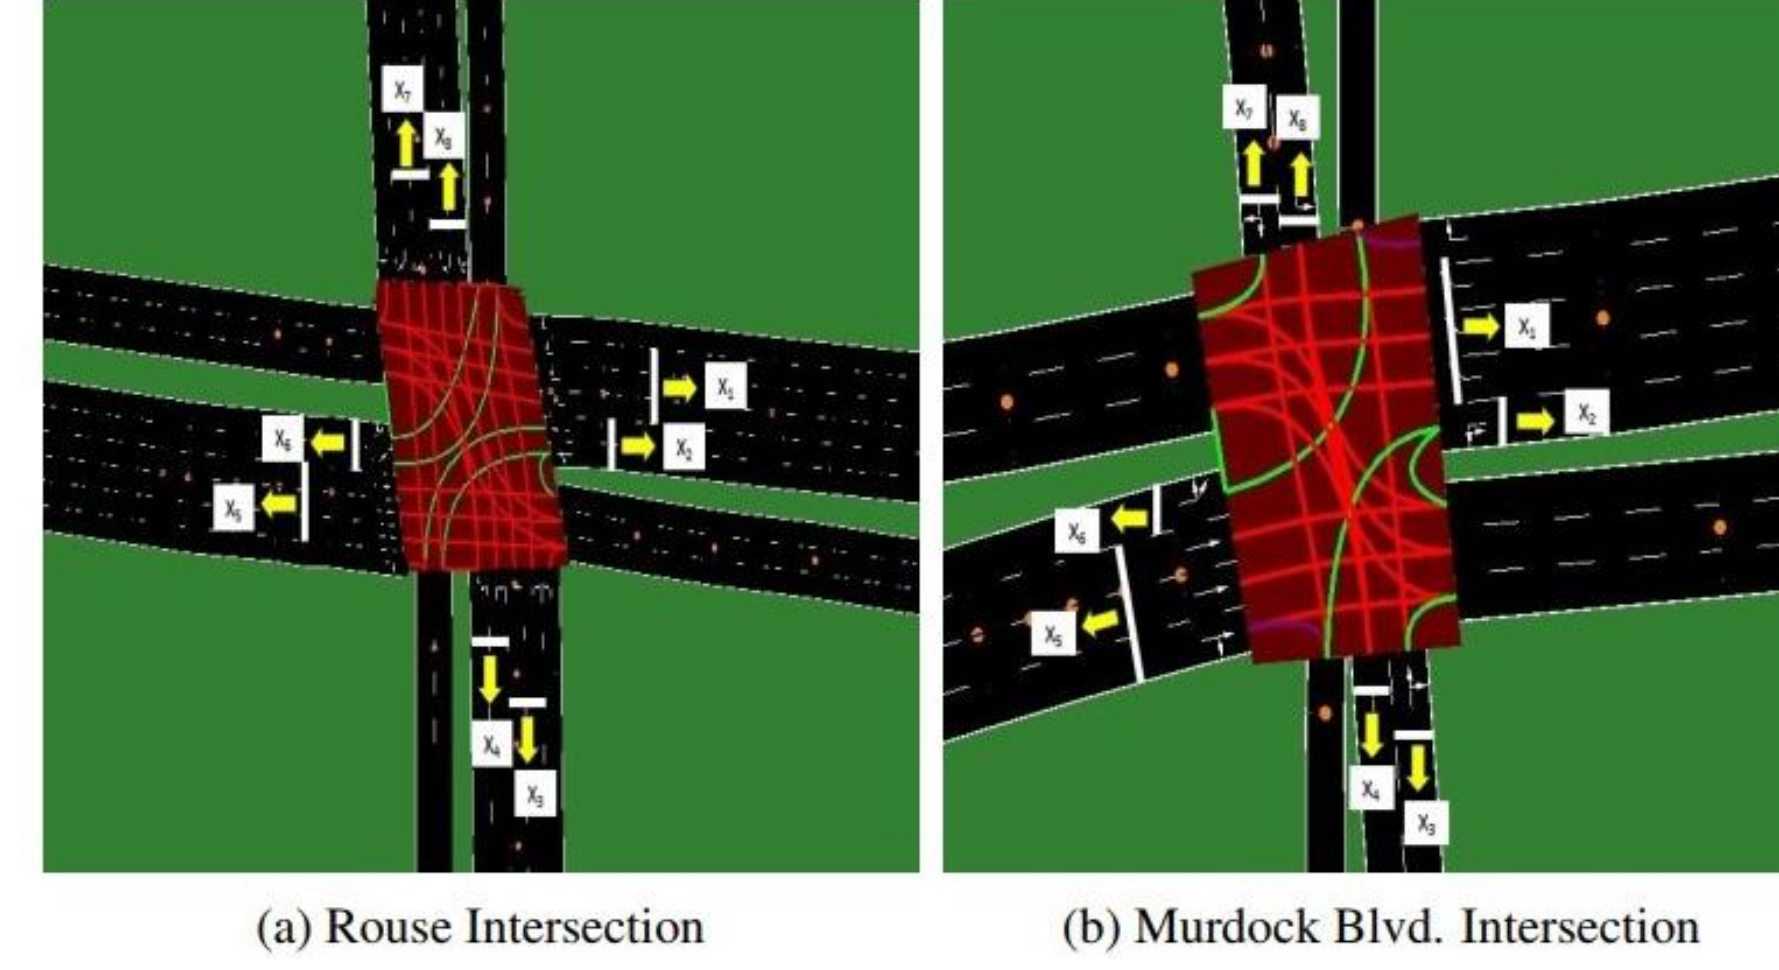 X₇
X₈
X₁
X₆
X₂
X₅
X₄
X₃
X₇
X₈
X₁
X₂
X₆
X₅
X₄
X₃
(a) Rouse Intersection
(b) Murdock Blvd. Intersection